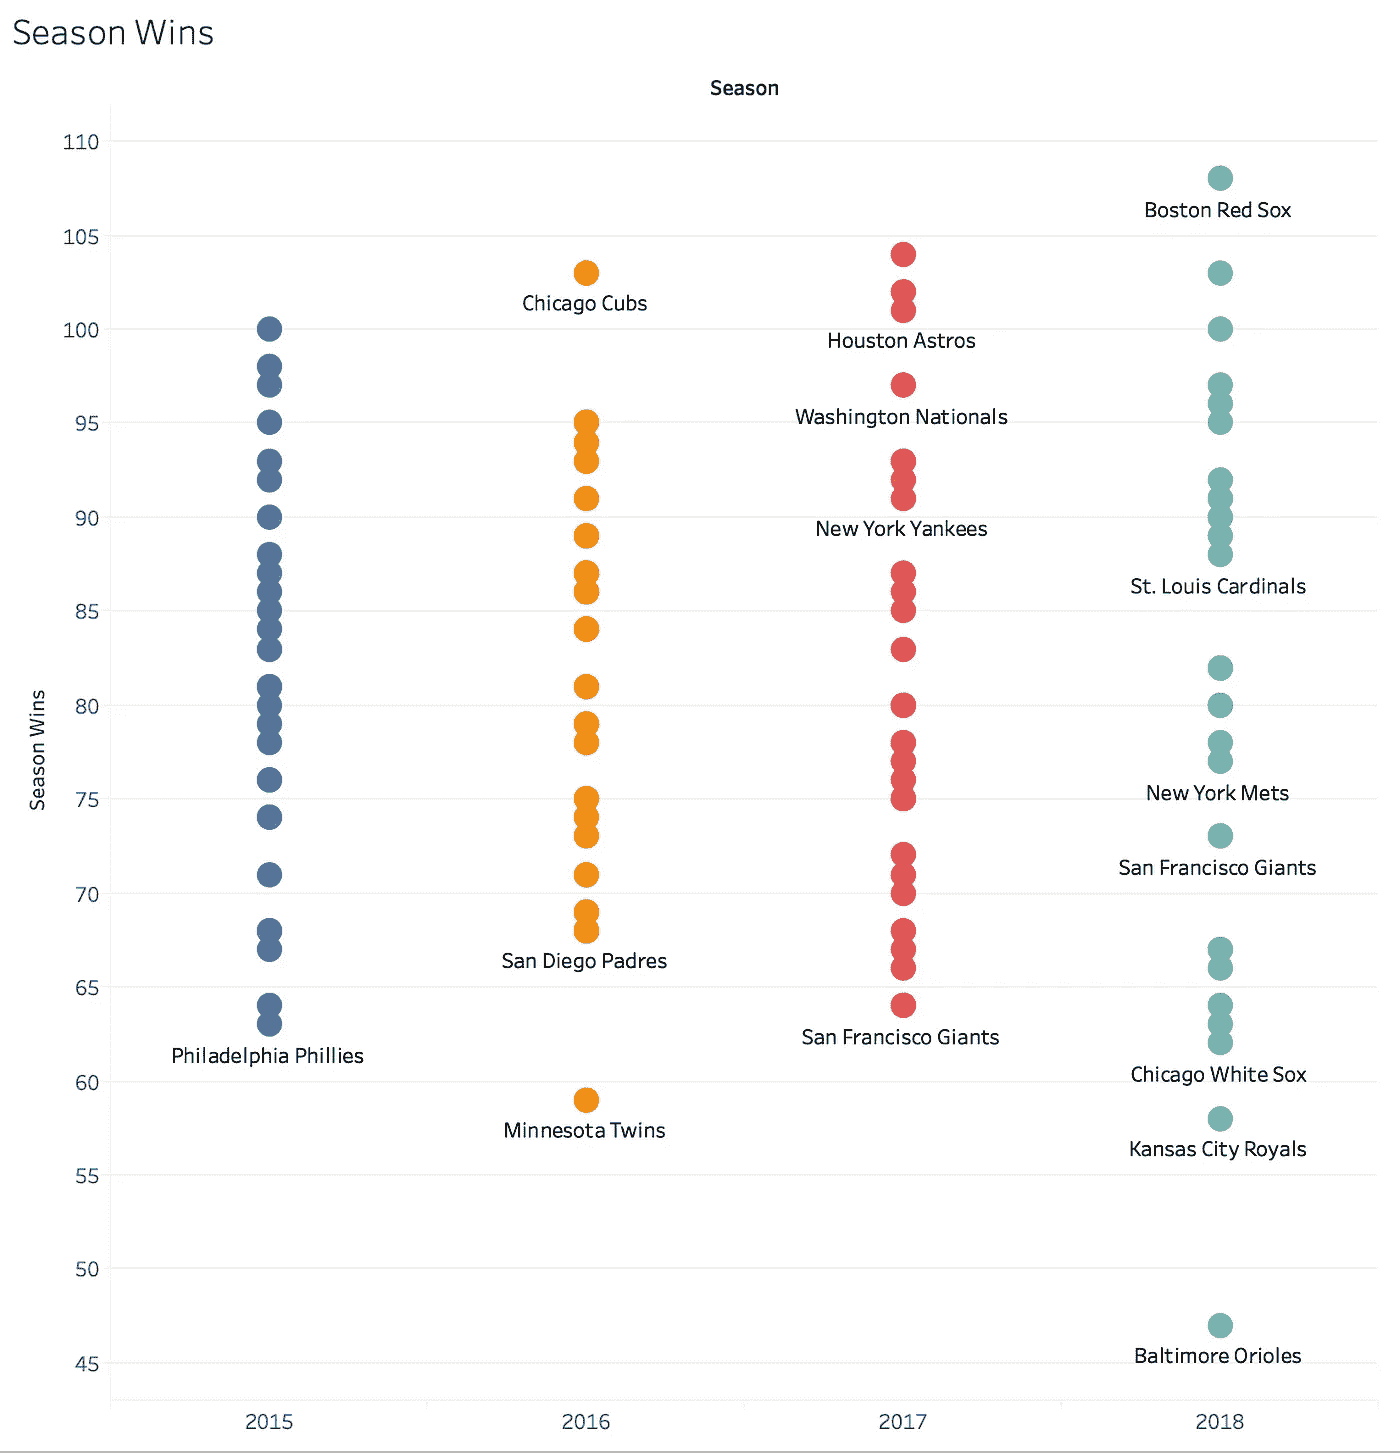 Season Wins
Season
110
Boston Red Sox
105
Chicago Cubs
100
Houston Astros
Washington Nationals
95
New York Yankees
90
St. Louis Cardinals
85
Season Wins
80
New York Mets
75
San Francisco Giants
70
San Diego Padres
65
San Francisco Giants
Philadelphia Phillies
Chicago White Sox
60
Minnesota Twins
Kansas City Royals
55
50
Baltimore Orioles
45
2015 2016 2017 2018